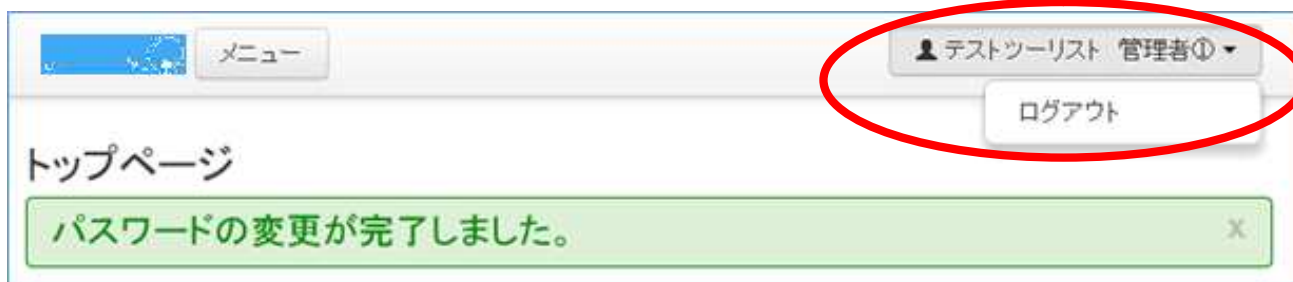 メニュー
テストツーリスト 管理者①
ログアウト
トップページ
パスワードの変更が完了しました。
x